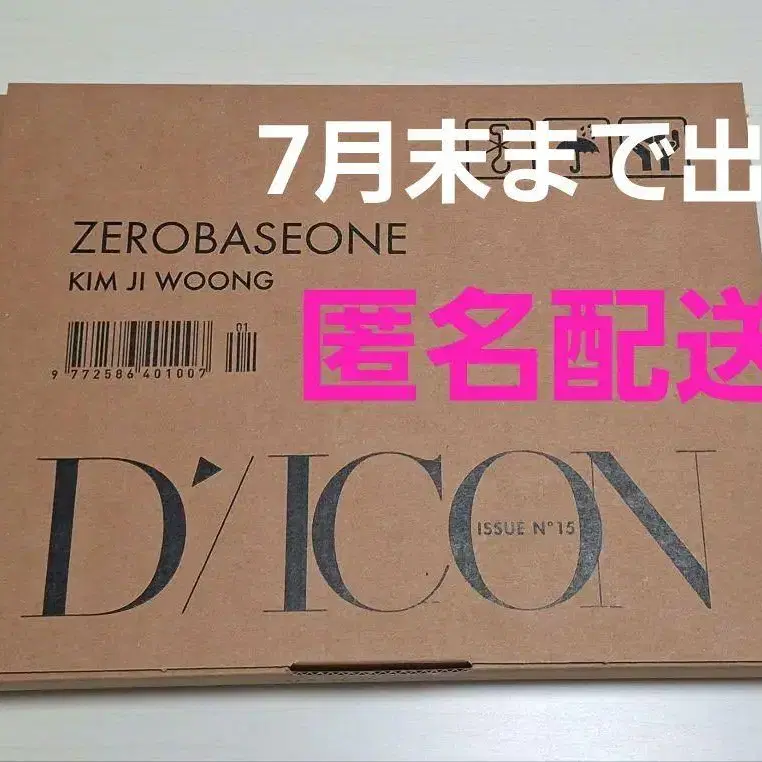 7月末まで出
ZEROBASEONE
KIM JI WOONG
匿名配送
01
9 772586 401007
D'/ICON
ISSUE N°15